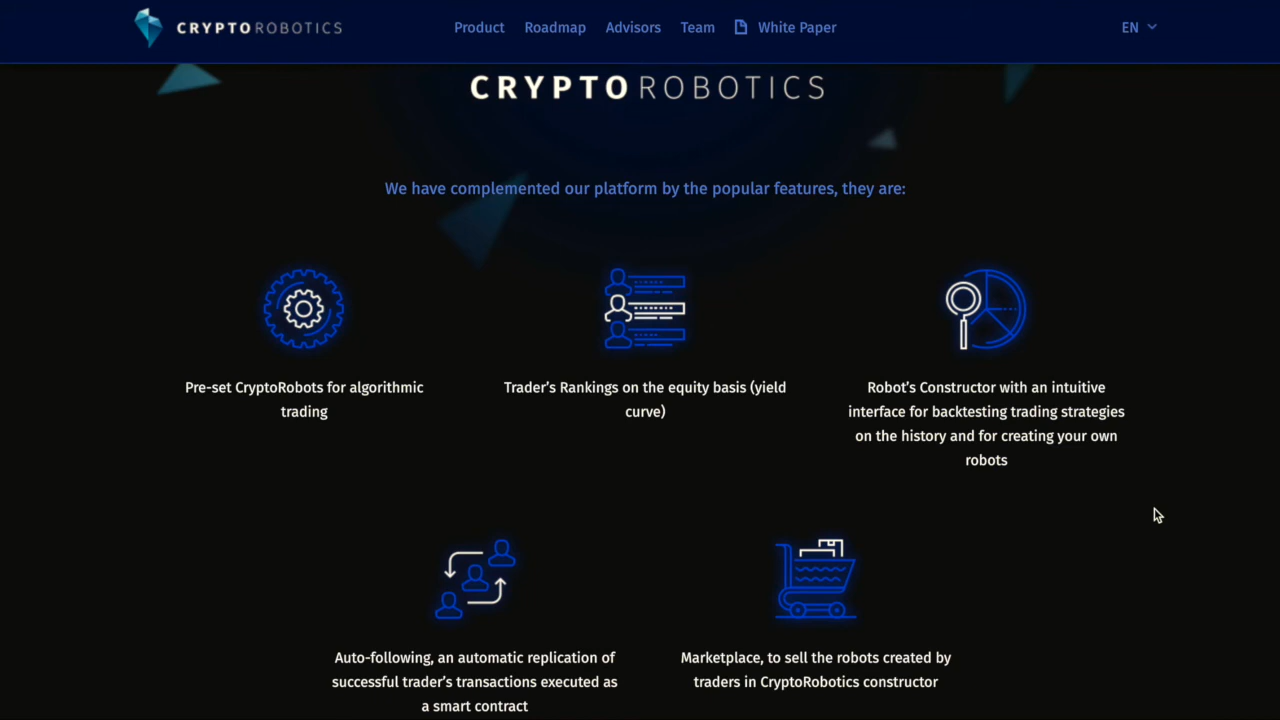 CRYPTOROBOTICS
Product
Roadmap
Advisors
Team
White Paper
EN
CRYPTOROBOTICS
We have complemented our platform by the popular features, they are:
Pre-set CryptoRobots for algorithmic
trading
Trader’s Rankings on the equity basis (yield
curve)
Robot’s Constructor with an intuitive
interface for backtesting trading strategies
on the history and for creating your own
robots
Auto-following, an automatic replication of
successful trader’s transactions executed as
a smart contract
Marketplace, to sell the robots created by
traders in CryptoRobotics constructor